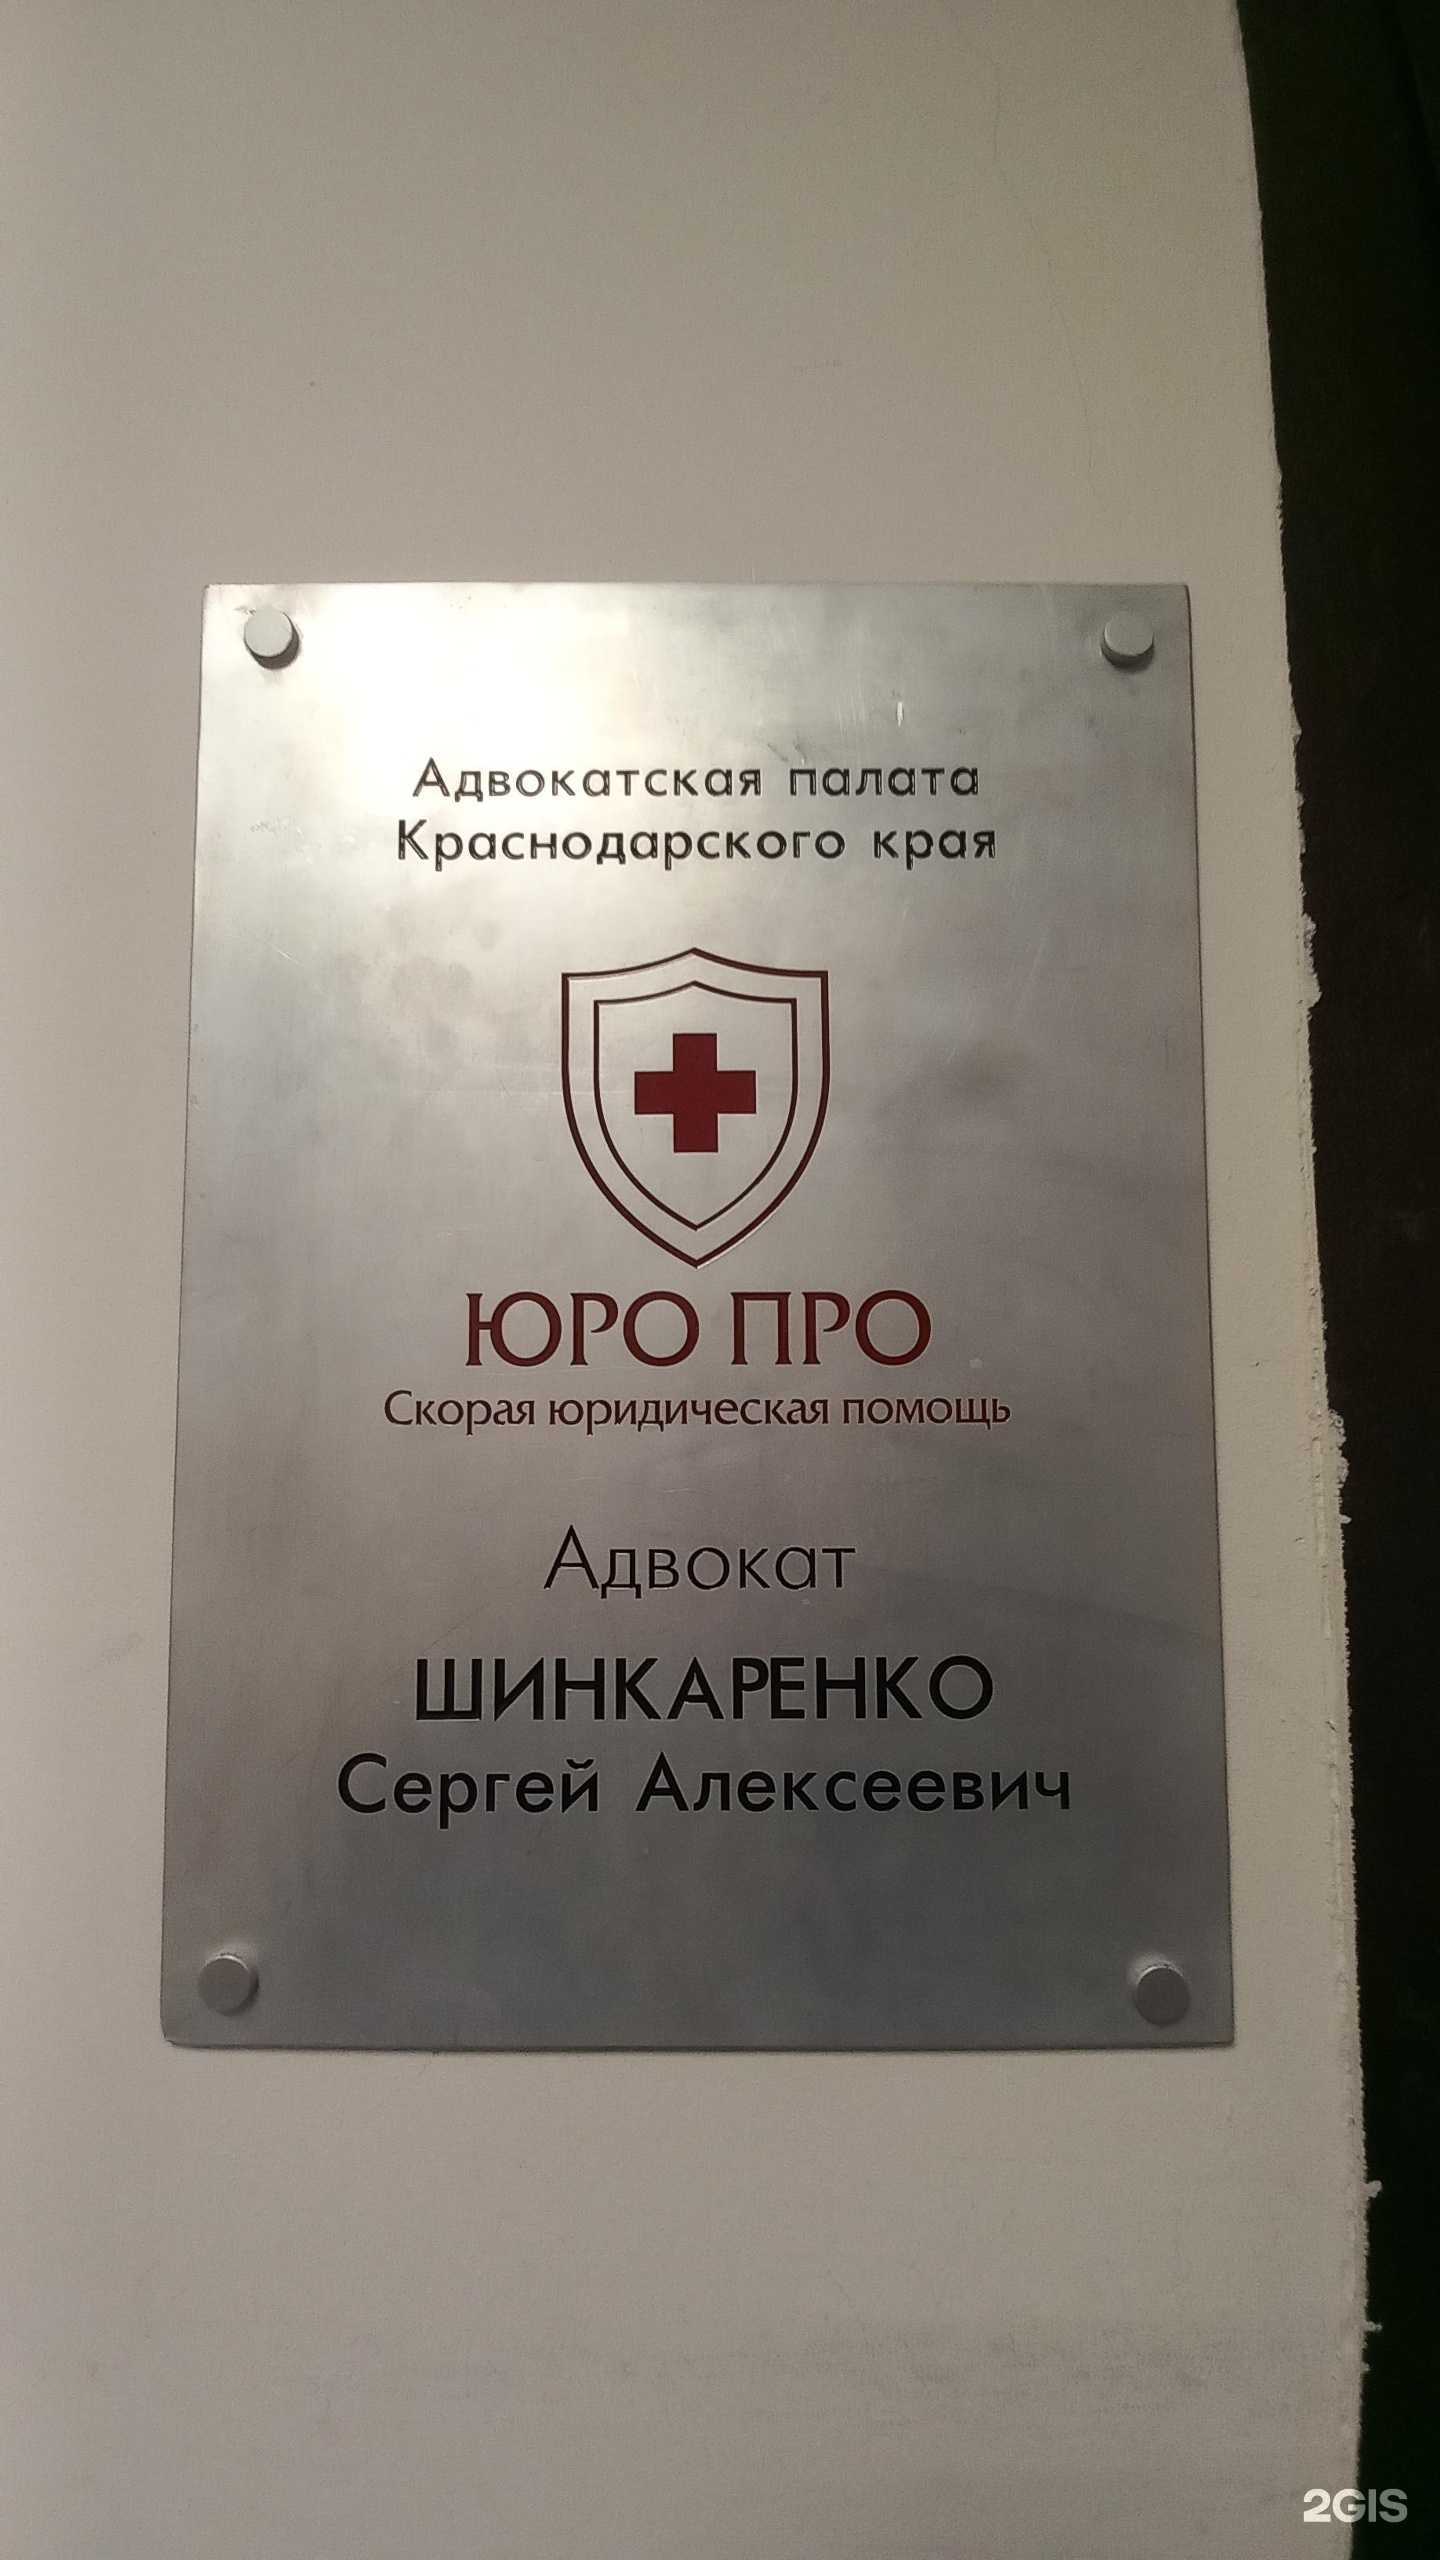 Адвокатская палата
Краснодарского края
ЮРО ПРО
Скорая юридическая помощь
Адвокат
ШИНКАРЕНКО
Сергей Алексеевич
2GIS